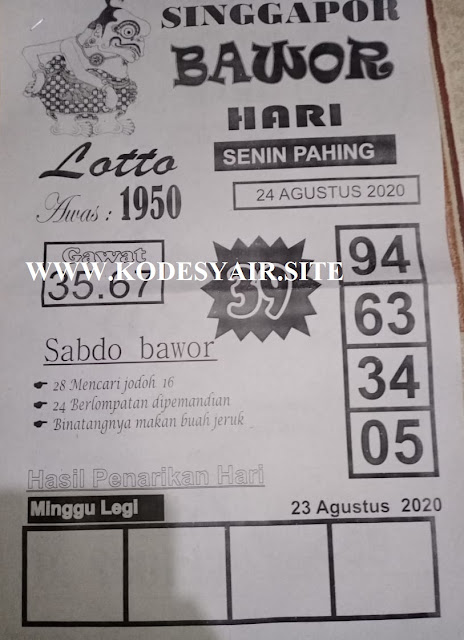 SINGGAPOR
BAWOR
HARI
SENIN PAHING
24 AGUSTUS 2020
Lotto
Awas : 1950
Gawat
35.67
WWW.KODESYAIR.SITE
39
94
63
34
05
Sabdo bawor
28 Mencari jodoh 16
24 Berlompatan dipemandian
Binatangnya makan buah jeruk
Hasil Penarikan Hari
Minggu Legi
23 Agustus 2020